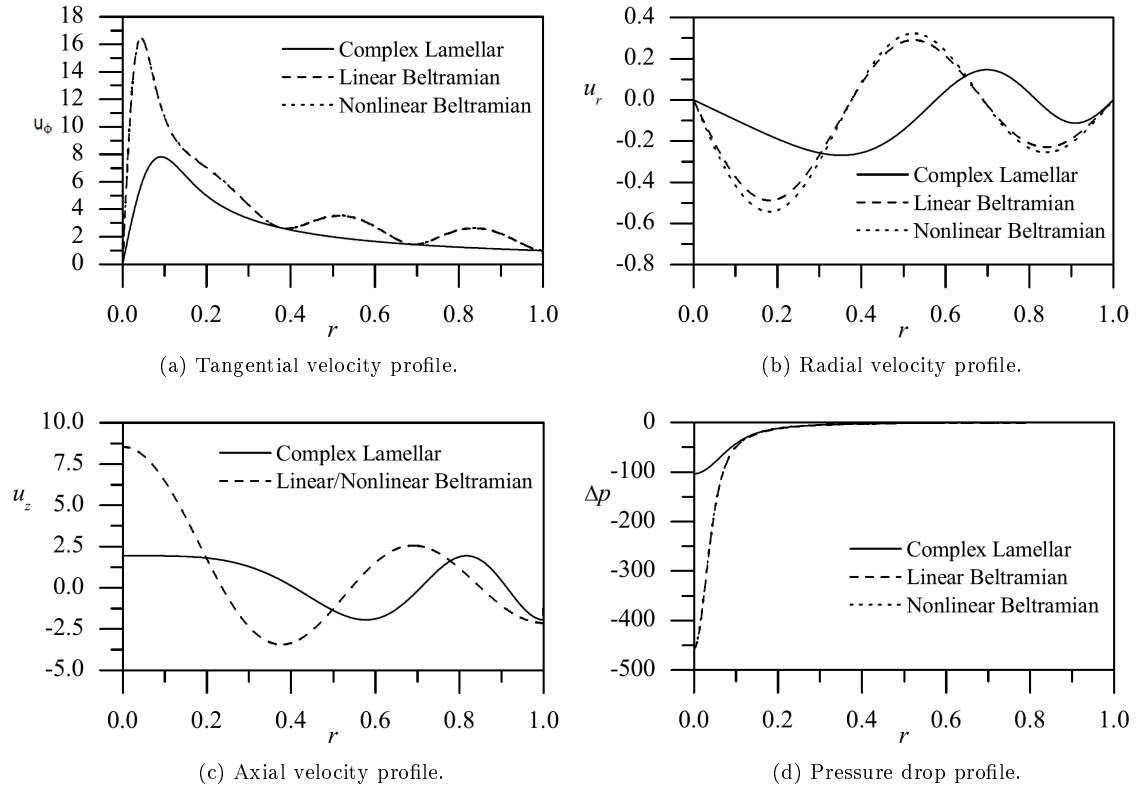 18
16
14
12
10
8
6
4
2
0
uϕ
Complex Lamellar
Linear Beltramian
Nonlinear Beltramian
0.0 0.2 0.4 0.6 0.8 1.0
r
(a) Tangential velocity profile.
0.4
0.2
0.0
-0.2
-0.4
-0.6
-0.8
ur
Complex Lamellar
Linear Beltramian
Nonlinear Beltramian
0.0 0.2 0.4 0.6 0.8 1.0
r
(b) Radial velocity profile.
10.0
7.5
5.0
2.5
0.0
-2.5
-5.0
uz
Complex Lamellar
Linear/Nonlinear Beltramian
0.0 0.2 0.4 0.6 0.8 1.0
r
(c) Axial velocity profile.
0
-100
-200
-300
-400
-500
Δp
Complex Lamellar
Linear Beltramian
Nonlinear Beltramian
0.0 0.2 0.4 0.6 0.8 1.0
r
(d) Pressure drop profile.